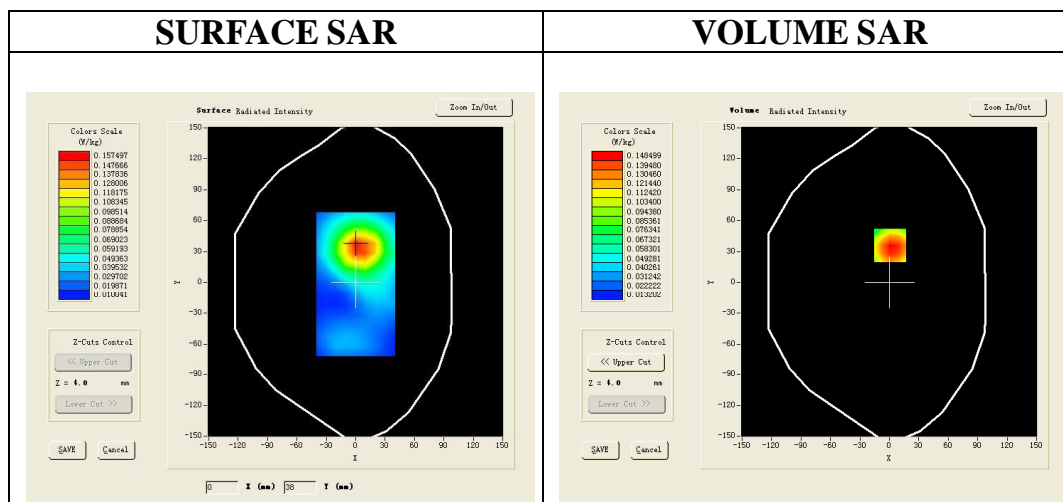 SURFACE SAR
VOLUME SAR
Surface Radiated Intensity
Zoom In/Out
Colors Scale
(W/kg)
0.157497
0.147666
0.137836
0.128006
0.118175
0.108345
0.098514
0.088684
0.078854
0.069023
0.059193
0.049363
0.039532
0.029702
0.019871
0.010041
Z-Cuts Control
<< Upper Cut
Z = 4.0 mm
Lower Cut >>
SAVE
Cancel
150
120
90
60
30
0
-30
-60
-90
-120
-150
Y
-150 -120 -90 -60 -30 0 30 60 90 120 150
X
0 X (mm) 38 Y (mm)
Volume Radiated Intensity
Zoom In/Out
Colors Scale
(W/kg)
0.148499
0.139480
0.130460
0.121440
0.112420
0.103400
0.094380
0.085361
0.076341
0.067321
0.058301
0.049281
0.040261
0.031242
0.022222
0.013202
Z-Cuts Control
<< Upper Cut
Z = 4.0 mm
Lower Cut >>
SAVE
Cancel
150
120
90
60
30
0
-30
-60
-90
-120
-150
Y
-150 -120 -90 -60 -30 0 30 60 90 120 150
X